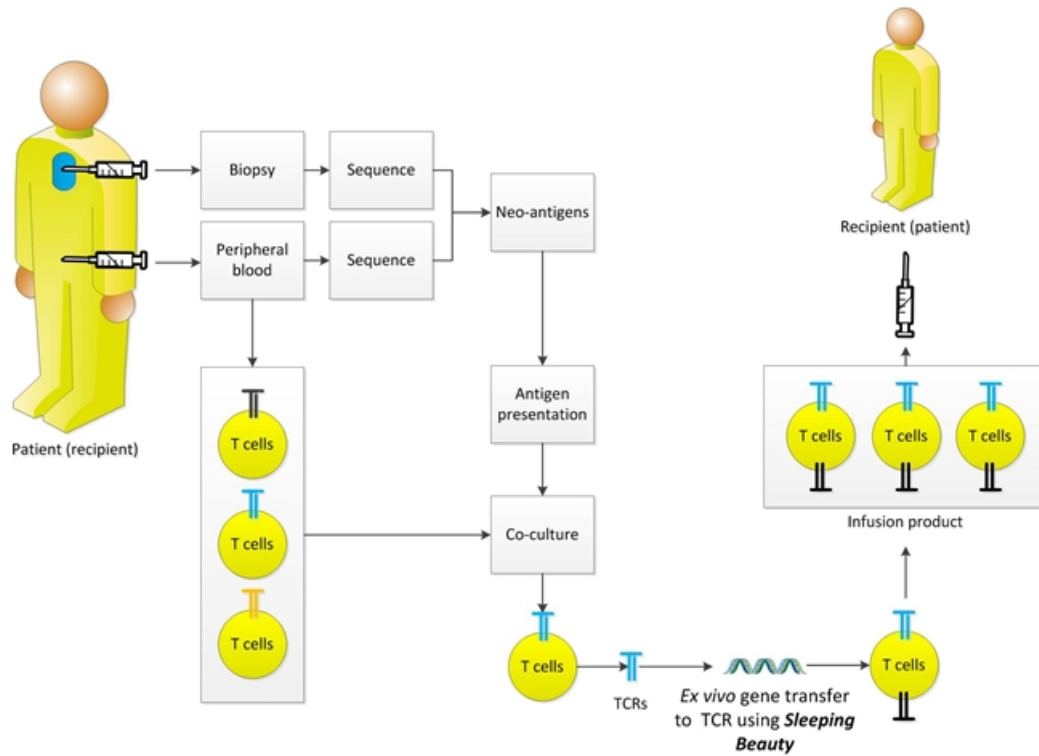 Biopsy
Sequence
Peripheral
blood
Sequence
Neo-antigens
Patient (recipient)
T cells
T cells
T cells
Antigen
presentation
Co-culture
T cells
TCRs
Ex vivo gene transfer
to TCR using Sleeping
Beauty
T cells
Infusion product
T cells
T cells
T cells
Recipient (patient)